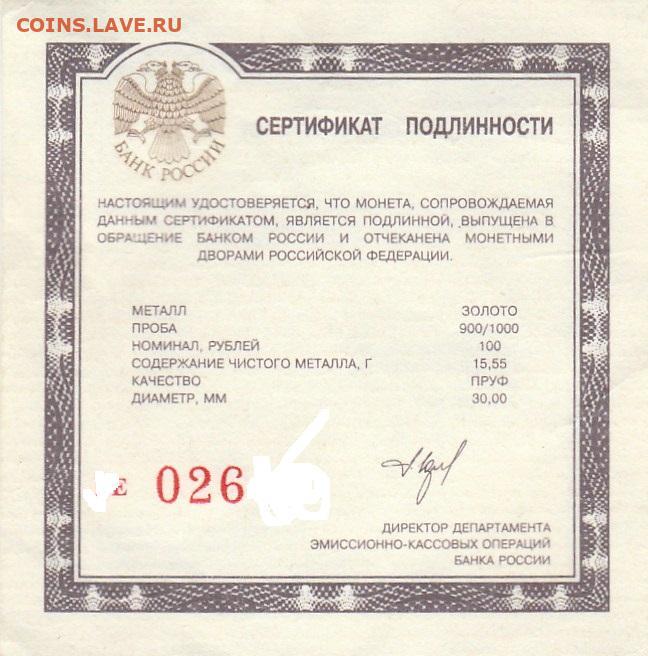 COINS.LAVE.RU
БАНК РОССИИ
СЕРТИФИКАТ ПОДЛИННОСТИ
НАСТОЯЩИМ УДОСТОВЕРЯЕТСЯ, ЧТО МОНЕТА, СОПРОВОЖДАЕМАЯ
ДАННЫМ СЕРТИФИКАТОМ, ЯВЛЯЕТСЯ ПОДЛИННОЙ, ВЫПУЩЕНА В
ОБРАЩЕНИЕ БАНКОМ РОССИИ И ОТЧЕКАНЕНА МОНЕТНЫМИ
ДВОРАМИ РОССИЙСКОЙ ФЕДЕРАЦИИ.
МЕТАЛЛ ЗОЛОТО
ПРОБА 900/1000
НОМИНАЛ, РУБЛЕЙ 100
СОДЕРЖАНИЕ ЧИСТОГО МЕТАЛЛА, Г 15,55
КАЧЕСТВО ПРУФ
ДИАМЕТР, ММ 30,00
Е 026
ДИРЕКТОР ДЕПАРТАМЕНТА
ЭМИССИОННО-КАССОВЫХ ОПЕРАЦИЙ
БАНКА РОССИИ